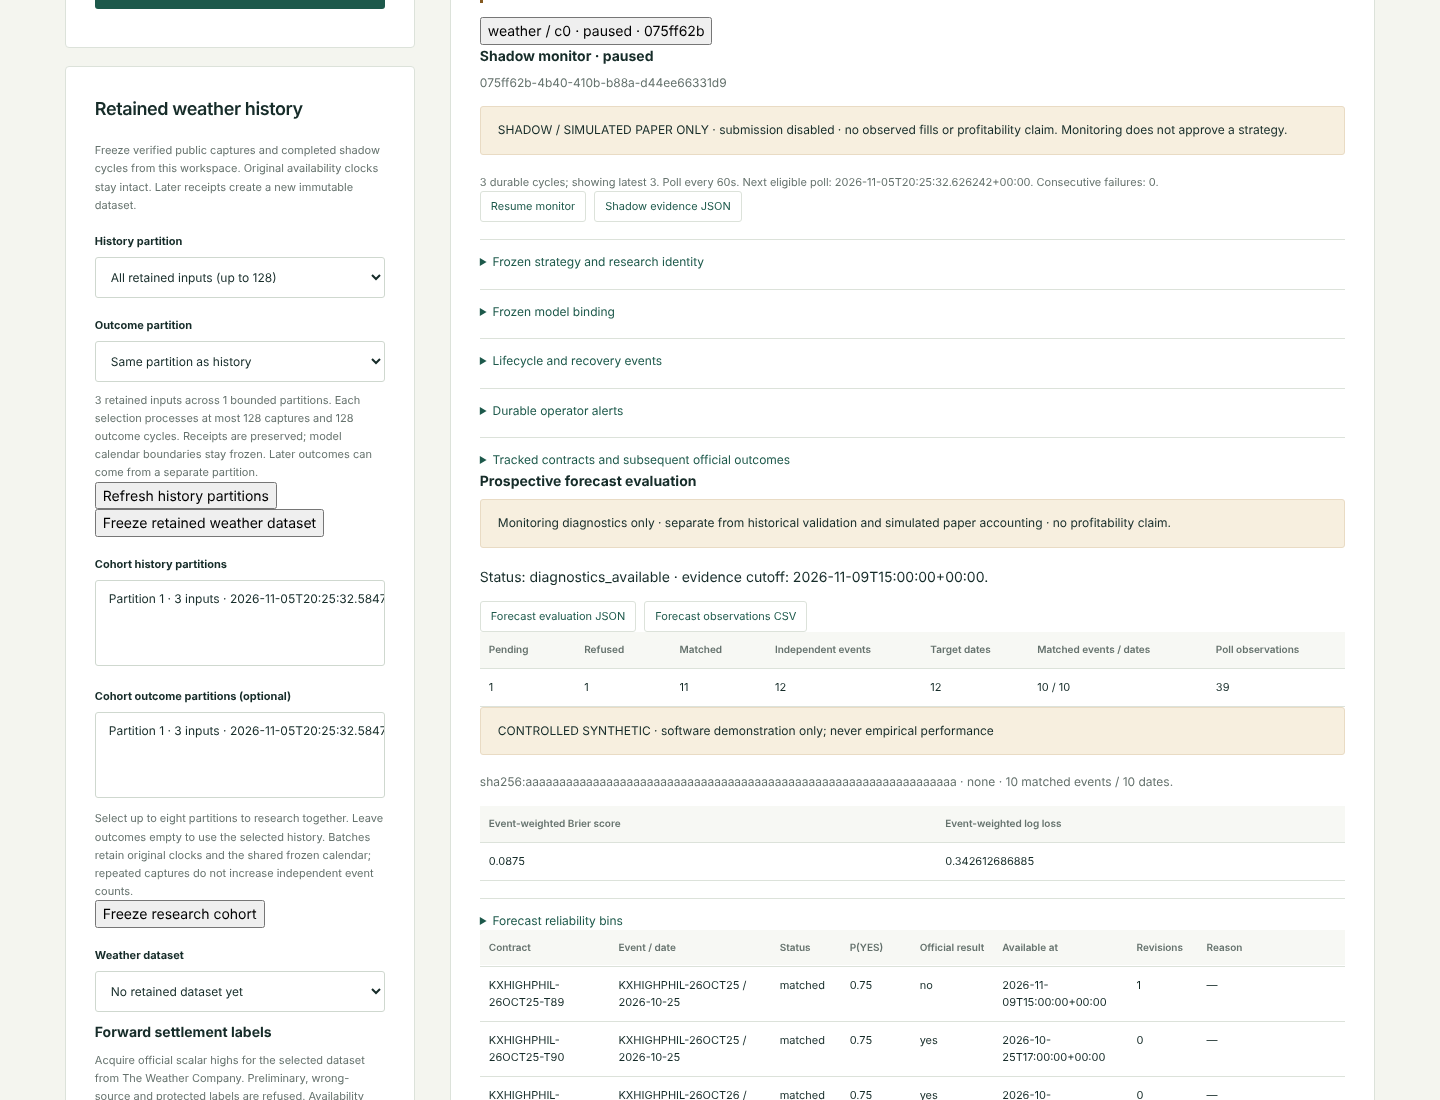 Retained weather history
Freeze verified public captures and completed shadow
cycles from this workspace. Original availability clocks
stay intact. Later receipts create a new immutable
dataset.
History partition
All retained inputs (up to 128)
Outcome partition
Same partition as history
3 retained inputs across 1 bounded partitions. Each
selection processes at most 128 captures and 128
outcome cycles. Receipts are preserved; model
calendar boundaries stay frozen. Later outcomes can
come from a separate partition.
Refresh history partitions
Freeze retained weather dataset
Cohort history partitions
Partition 1 · 3 inputs · 2026-11-05T20:25:32.5847
Cohort outcome partitions (optional)
Partition 1 · 3 inputs · 2026-11-05T20:25:32.5847
Select up to eight partitions to research together. Leave
outcomes empty to use the selected history. Batches
retain original clocks and the shared frozen calendar;
repeated captures do not increase independent event
counts.
Freeze research cohort
Weather dataset
No retained dataset yet
Forward settlement labels
Acquire official scalar highs for the selected dataset
from The Weather Company. Preliminary, wrong-
source and protected labels are refused. Availability
weather / c0 · paused · 075ff62b
Shadow monitor · paused
075ff62b-4b40-410b-b88a-d44ee66331d9
SHADOW / SIMULATED PAPER ONLY · submission disabled · no observed fills or profitability claim. Monitoring does not approve a strategy.
3 durable cycles; showing latest 3. Poll every 60s. Next eligible poll: 2026-11-05T20:25:32.626242+00:00. Consecutive failures: 0.
Resume monitor
Shadow evidence JSON
Frozen strategy and research identity
Frozen model binding
Lifecycle and recovery events
Durable operator alerts
Tracked contracts and subsequent official outcomes
Prospective forecast evaluation
Monitoring diagnostics only · separate from historical validation and simulated paper accounting · no profitability claim.
Status: diagnostics_available · evidence cutoff: 2026-11-09T15:00:00+00:00.
Forecast evaluation JSON
Forecast observations CSV
Pending Refused Matched Independent events Target dates Matched events / dates Poll observations
1 1 11 12 12 10 / 10 39
CONTROLLED SYNTHETIC · software demonstration only; never empirical performance
sha256:aaaaaaaaaaaaaaaaaaaaaaaaaaaaaaaaaaaaaaaaaaaaaaaaaaaaaaaaaaaaaaaa · none · 10 matched events / 10 dates.
Event-weighted Brier score Event-weighted log loss
0.0875 0.342612686885
Forecast reliability bins
Contract Event / date Status P(YES) Official result Available at Revisions Reason
KXHIGHPHIL- KXHIGHPHIL-26OCT25 / matched 0.75 no 2026-11- 1 —
26OCT25-T89 2026-10-25 09T15:00:00+00:00
KXHIGHPHIL- KXHIGHPHIL-26OCT25 / matched 0.75 yes 2026-10- 0 —
26OCT25-T90 2026-10-25 25T17:00:00+00:00
KXHIGHPHIL- KXHIGHPHIL-26OCT26 / matched 0.75 yes 2026-10- 0 —